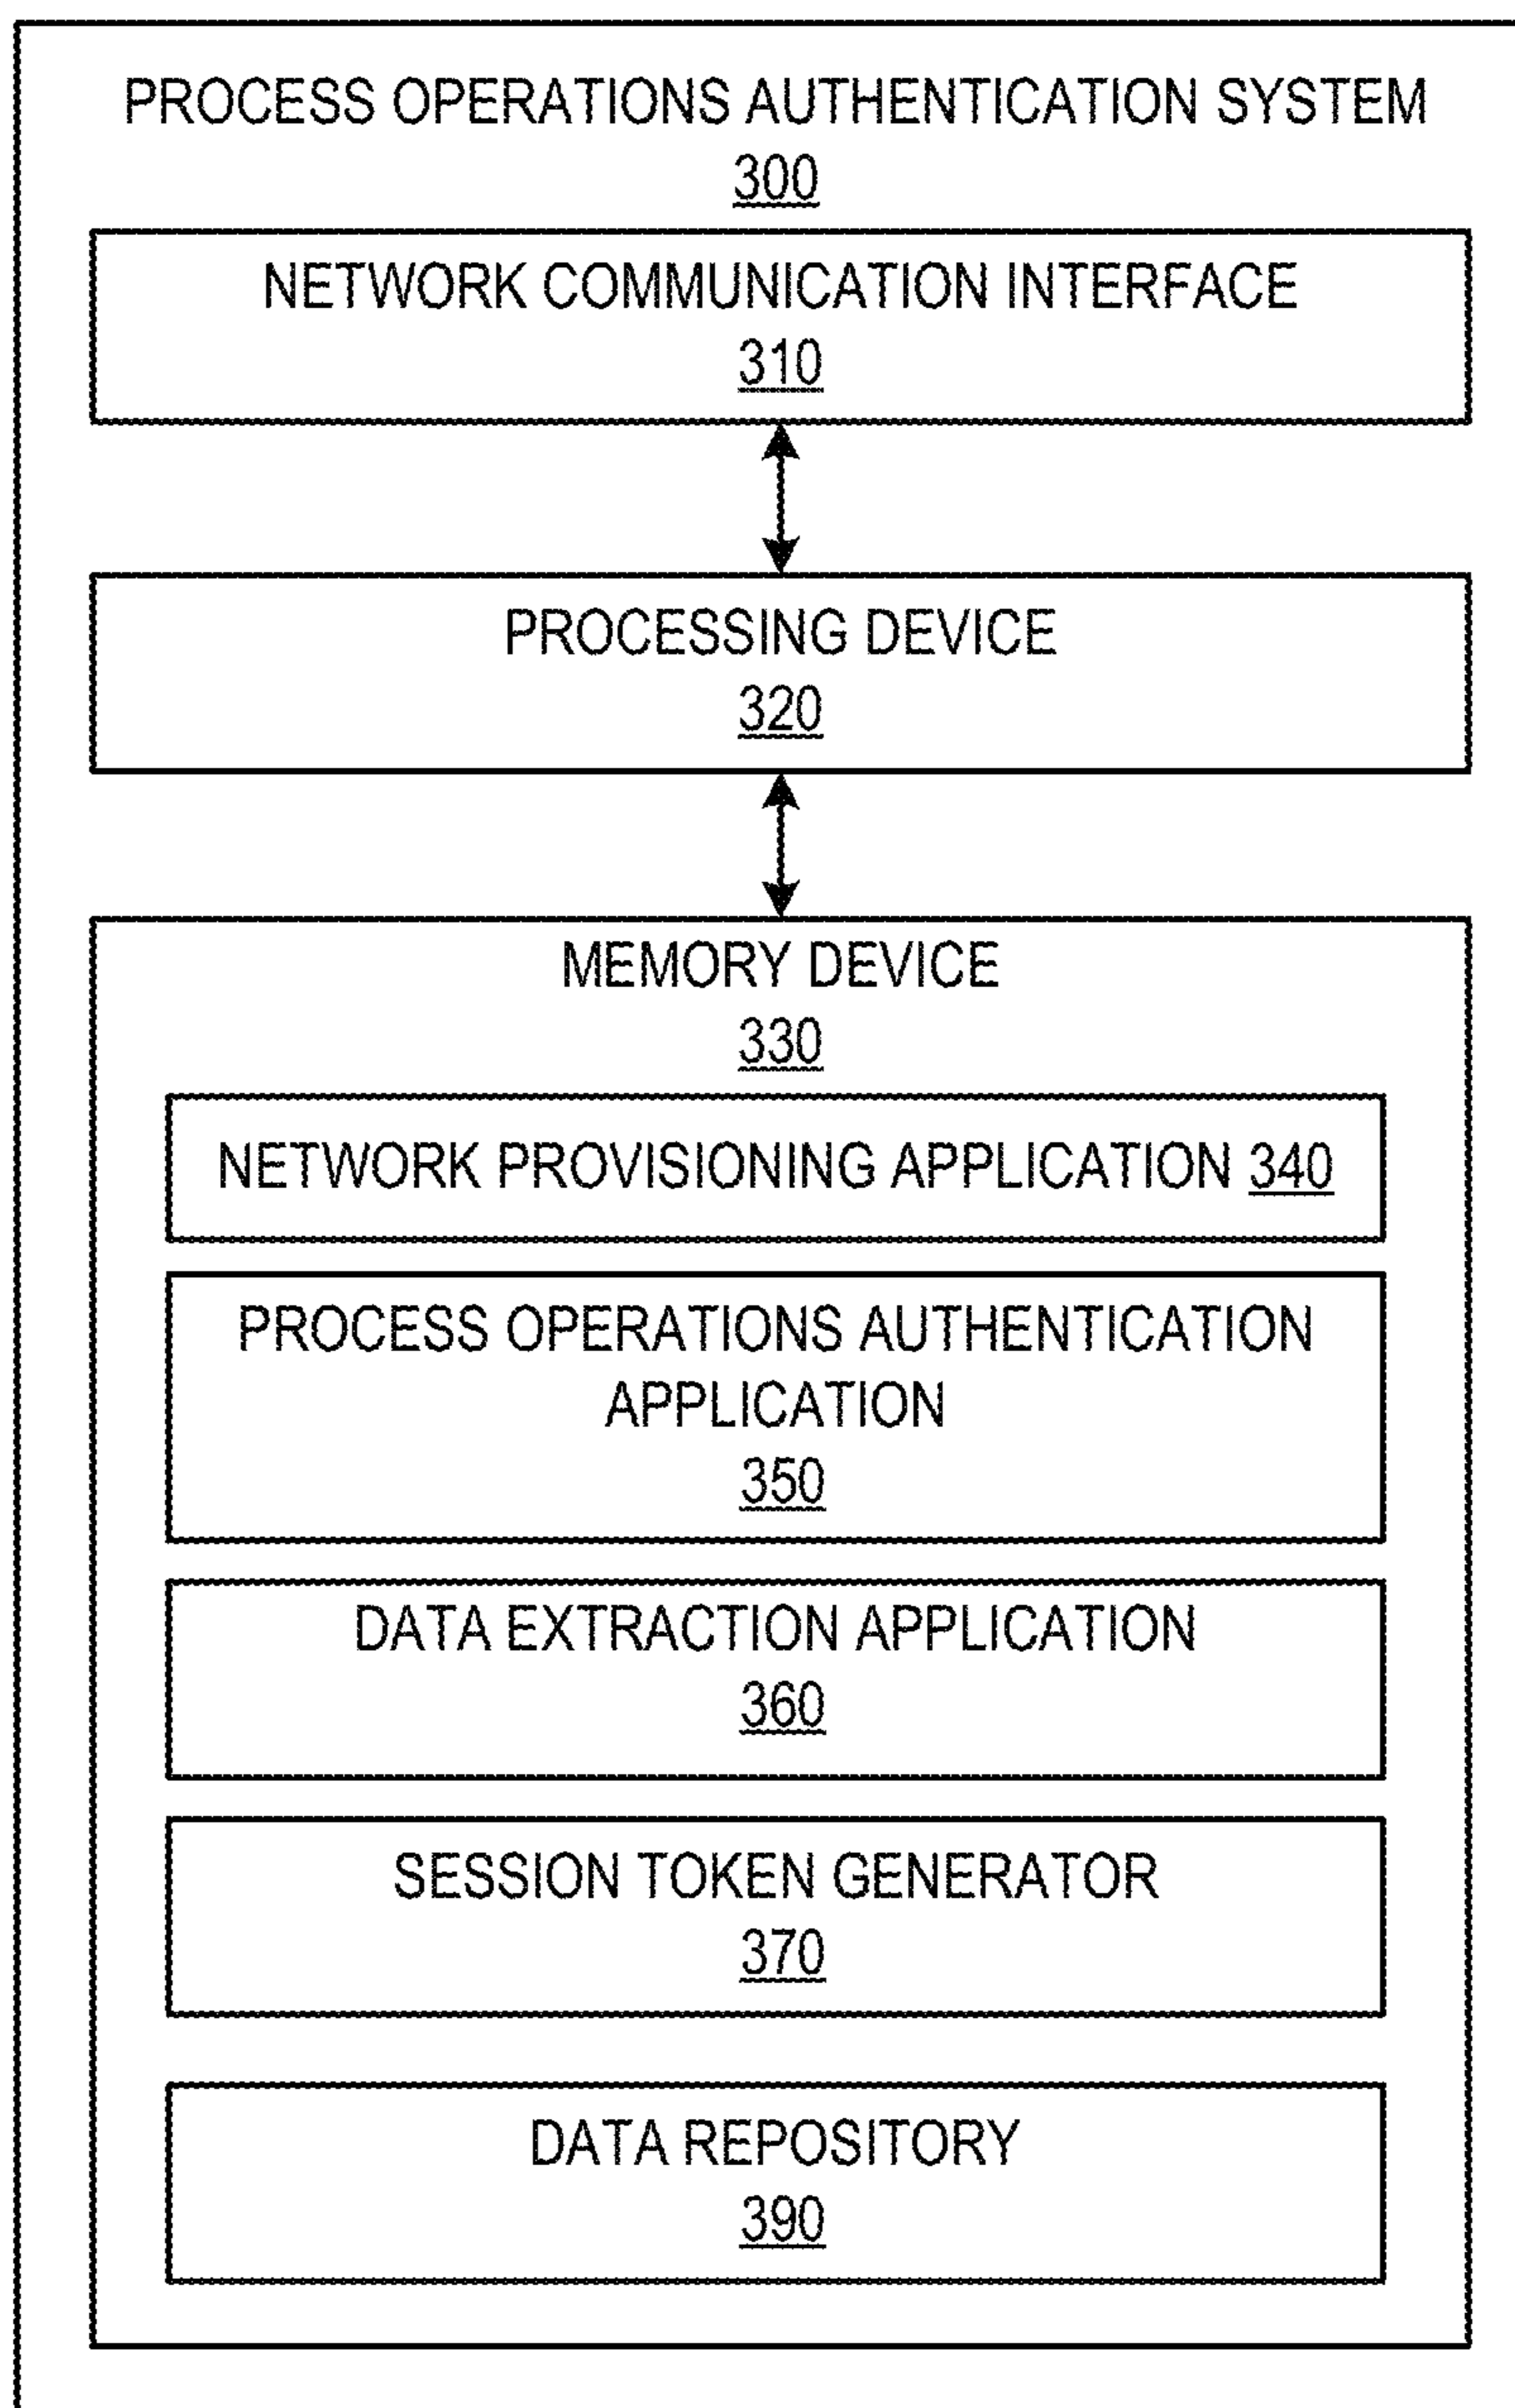 PROCESS OPERATIONS AUTHENTICATION SYSTEM
300
NETWORK COMMUNICATION INTERFACE
310
PROCESSING DEVICE
320
MEMORY DEVICE
330
NETWORK PROVISIONING APPLICATION 340
PROCESS OPERATIONS AUTHENTICATION
APPLICATION
350
DATA EXTRACTION APPLICATION
360
SESSION TOKEN GENERATOR
370
DATA REPOSITORY
390